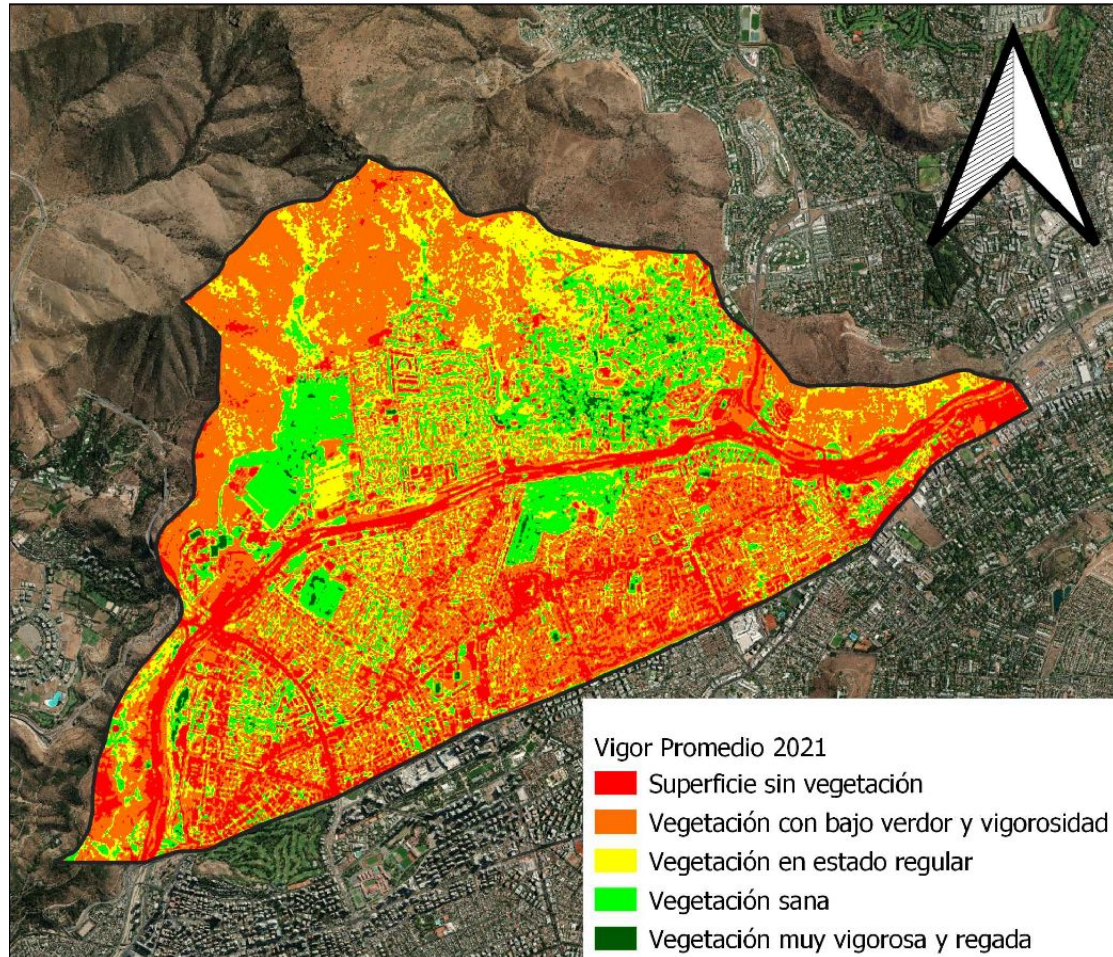 Vigor Promedio 2021
Superficie sin vegetación
Vegetación con bajo verdor y vigorosidad
Vegetación en estado regular
Vegetación sana
Vegetación muy vigorosa y regada